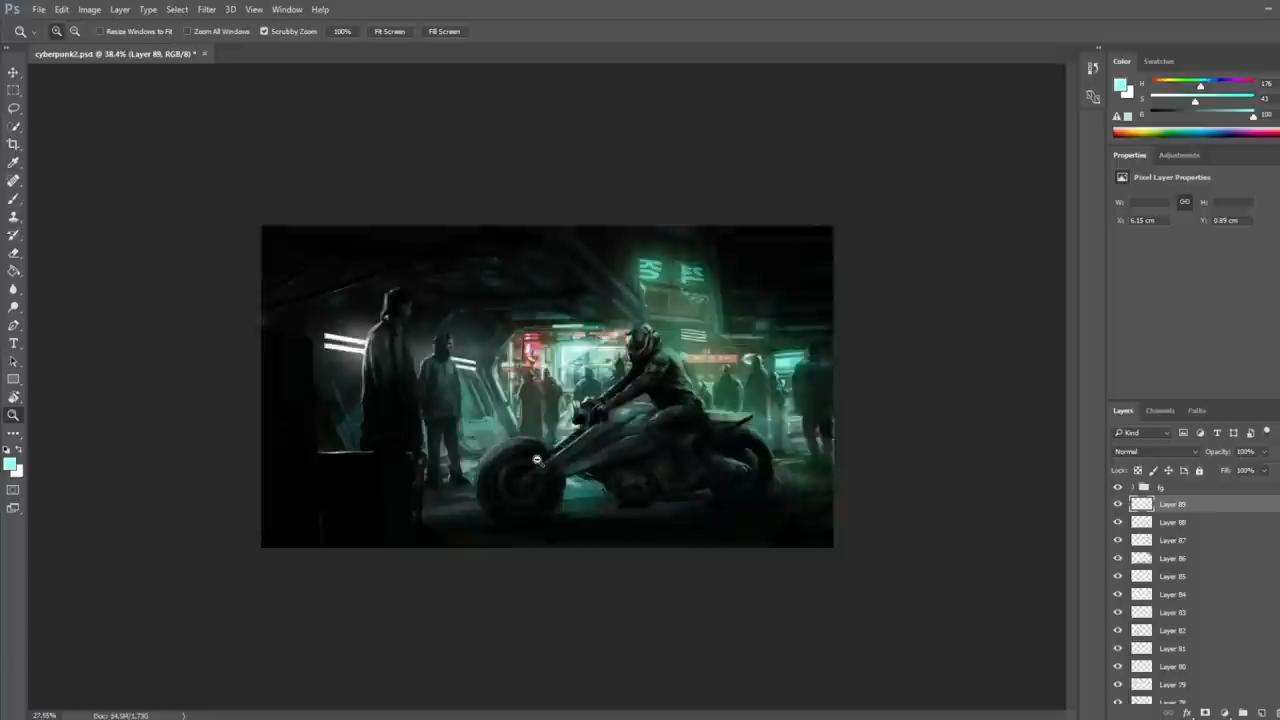 Ps File Edit Image Layer Type Select Filter 3D View Window Help
Resize Windows to Fit Zoom All Windows Scrubby Zoom 100% Fit Screen Fill Screen
cyberponk2.psd @ 38.4% (Layer 89, RGB/8) * ×
Color Swatches
H 176
S 43
B 100
Properties Adjustments
Pixel Layer Properties
W: H:
X: 6.15 cm Y: 0.89 cm
Layers Channels Paths
Kind
Normal Opacity: 100%
Lock: Fill: 100%
fg
Layer 89
Layer 88
Layer 87
Layer 86
Layer 85
Layer 84
Layer 83
Layer 82
Layer 81
Layer 80
Layer 79
Layer 78